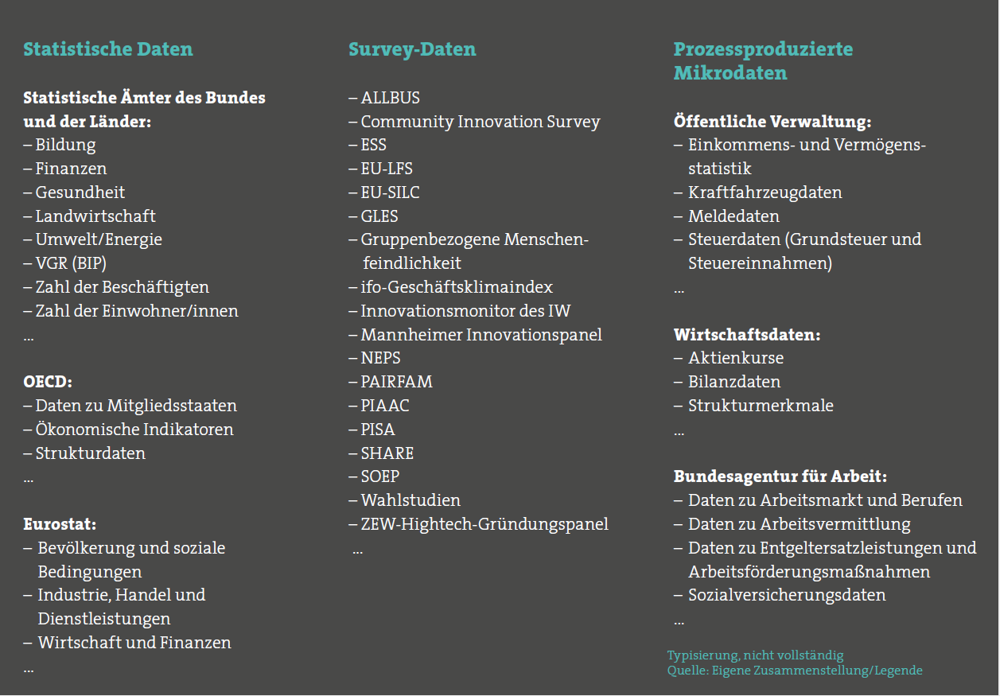 Statistische Daten
Statistische Ämter des Bundes
und der Länder:
– Bildung
– Finanzen
– Gesundheit
– Landwirtschaft
– Umwelt/Energie
– VGR (BIP)
– Zahl der Beschäftigten
– Zahl der Einwohner/innen
...
OECD:
– Daten zu Mitgliedsstaaten
– Ökonomische Indikatoren
– Strukturdaten
...
Eurostat:
– Bevölkerung und soziale
Bedingungen
– Industrie, Handel und
Dienstleistungen
– Wirtschaft und Finanzen
...
Survey-Daten
– ALLBUS
– Community Innovation Survey
– ESS
– EU-LFS
– EU-SILC
– GLES
– Gruppenbezogene Menschen-
feindlichkeit
– ifo-Geschäftsklimaindex
– Innovationsmonitor des IW
– Mannheimer Innovationspanel
– NEPS
– PAIRFAM
– PIAAC
– PISA
– SHARE
– SOEP
– Wahlstudien
– ZEW-Hightech-Gründungspanel
...
Prozessproduzierte
Mikrodaten
Öffentliche Verwaltung:
– Einkommens- und Vermögens-
statistik
– Kraftfahrzeugdaten
– Meldedaten
– Steuerdaten (Grundsteuer und
Steuereinnahmen)
...
Wirtschaftsdaten:
– Aktienkurse
– Bilanzdaten
– Strukturmerkmale
...
Bundesagentur für Arbeit:
– Daten zu Arbeitsmarkt und Berufen
– Daten zu Arbeitsvermittlung
– Daten zu Entgeltersatzleistungen und
Arbeitsförderungsmaßnahmen
– Sozialversicherungsdaten
...
Typisierung, nicht vollständig
Quelle: Eigene Zusammenstellung/Legende